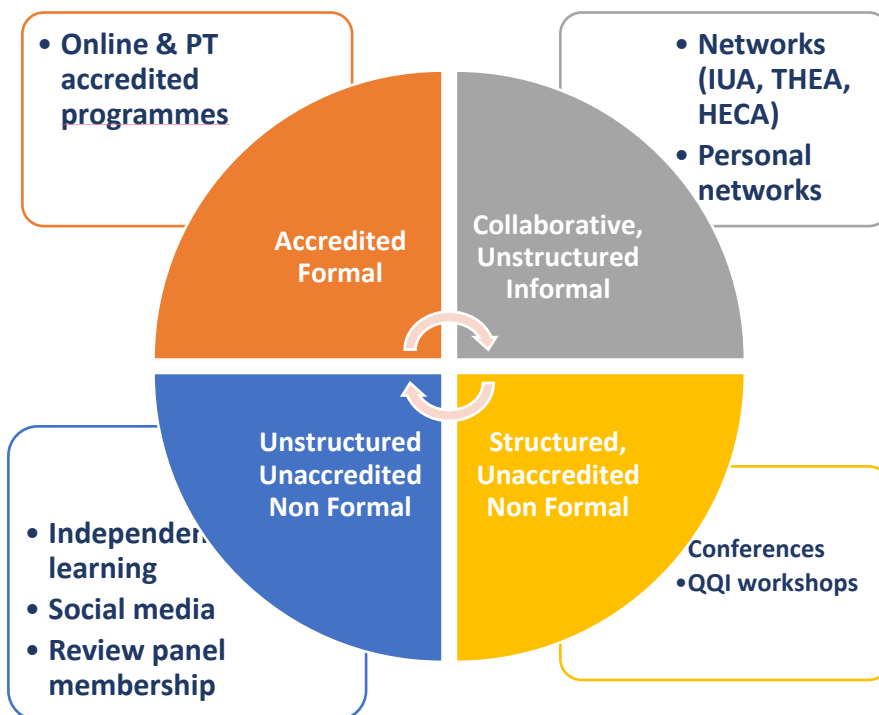 • Online & PT
accredited
programmes
• Networks
(IUA, THEA,
HECA)
• Personal
networks
Accredited
Formal
Collaborative,
Unstructured
Informal
Unstructured
Unaccredited
Non Formal
Structured,
Unaccredited
Non Formal
• Independen
learning
• Social media
• Review panel
membership
Conferences
•QQI workshops